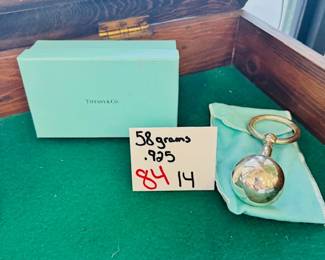 TIFFANY & CO.
58 grams
.925
84 14